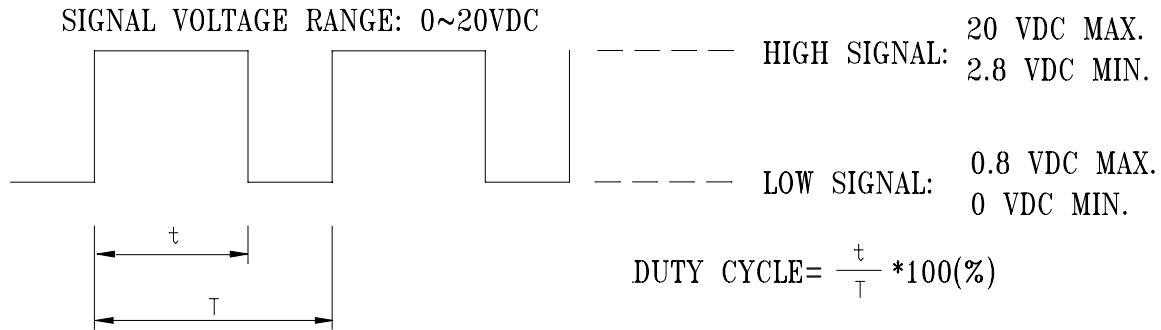 SIGNAL VOLTAGE RANGE: 0~20VDC
HIGH SIGNAL: 20 VDC MAX.
2.8 VDC MIN.
LOW SIGNAL: 0.8 VDC MAX.
0 VDC MIN.
t
T
DUTY CYCLE= t/T *100(%)